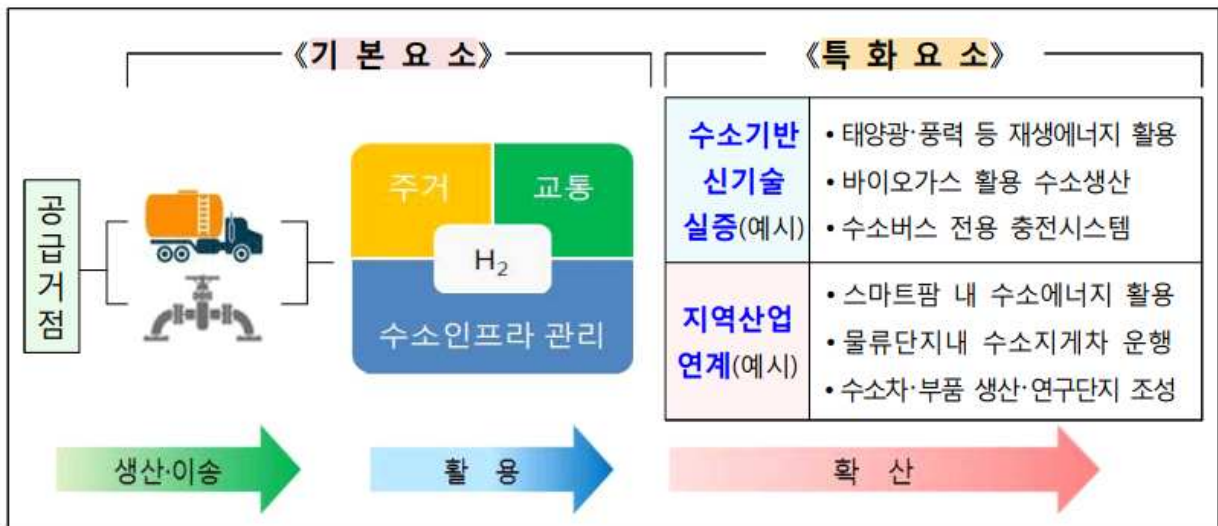 《기 본 요 소》
《특 화 요 소》
공
급
거
점
주거
교통
H₂
수소인프라 관리
수소기반
신기술
실증(예시)
• 태양광·풍력 등 재생에너지 활용
• 바이오가스 활용 수소생산
• 수소버스 전용 충전시스템
지역산업
연계(예시)
• 스마트팜 내 수소에너지 활용
• 물류단지내 수소지게차 운행
• 수소차·부품 생산·연구단지 조성
생산·이송
활 용
확 산